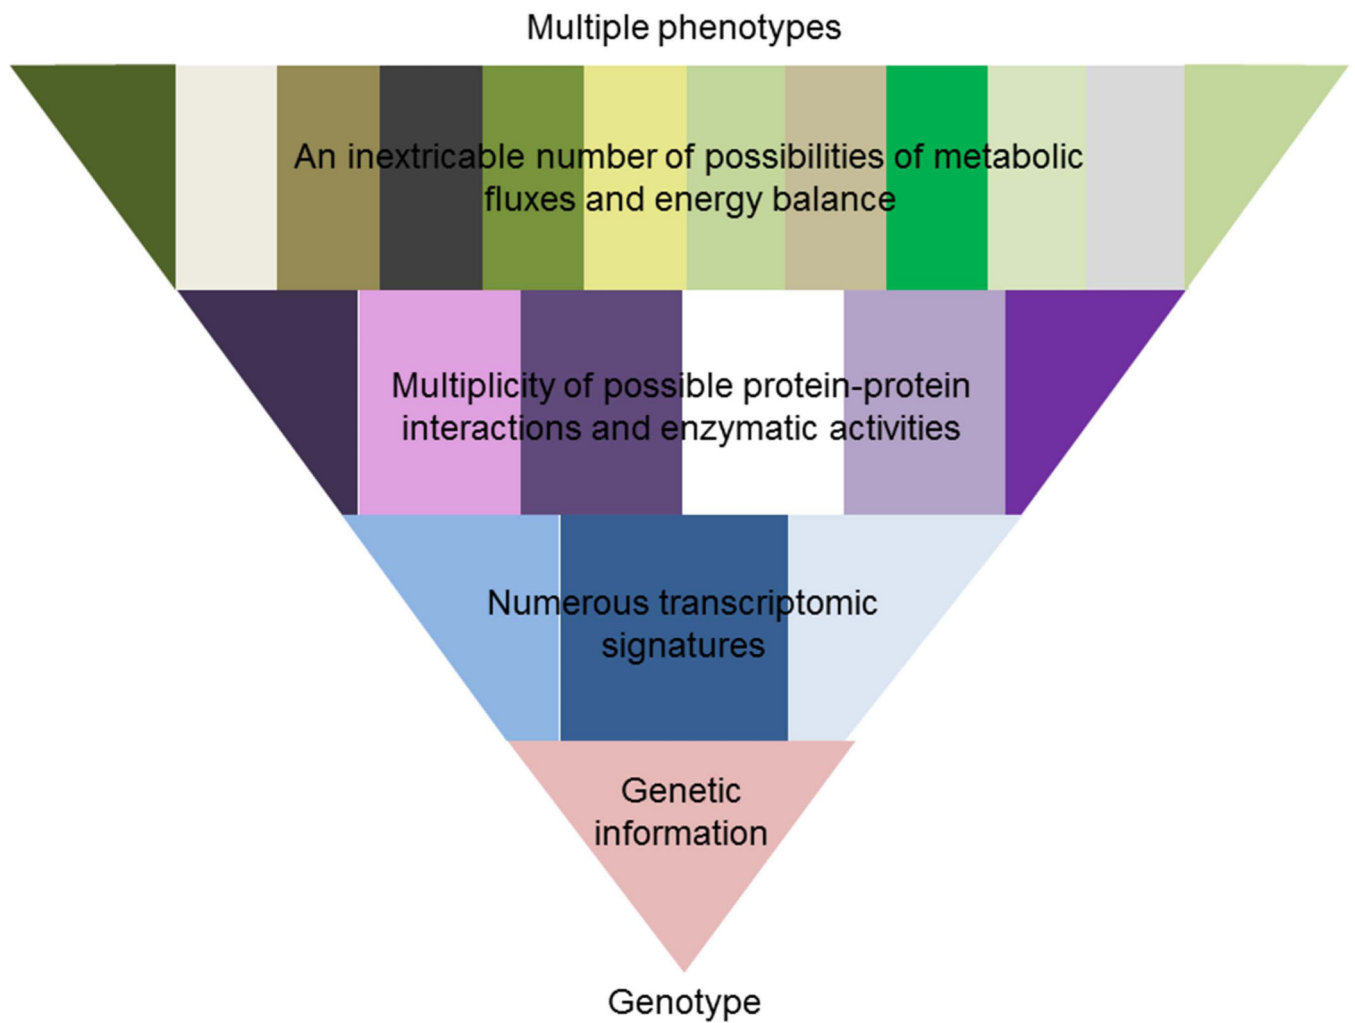 Multiple phenotypes
An inextricable number of possibilities of metabolic
fluxes and energy balance
Multiplicity of possible protein-protein
interactions and enzymatic activities
Numerous transcriptomic
signatures
Genetic
information
Genotype